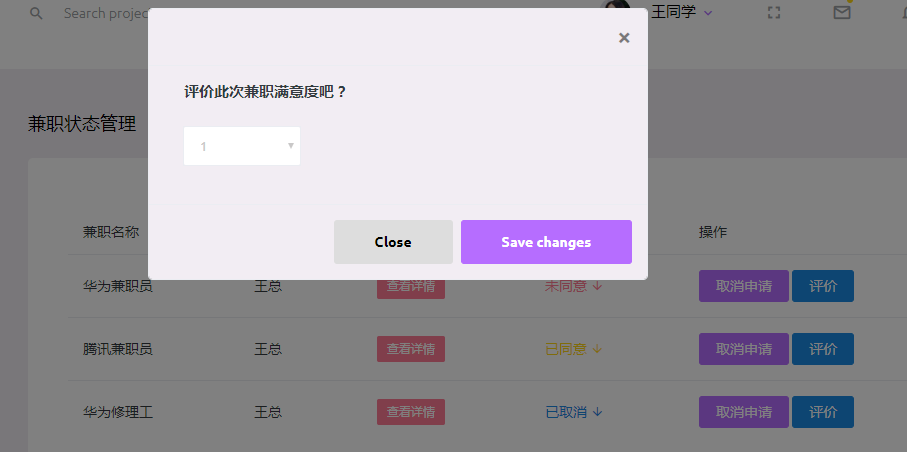 Search projec
王同学
×
评价此次兼职满意度吧？
兼职状态管理
1
Close Save changes
兼职名称 操作
华为兼职员 王总 查看详情 未同意 取消申请 评价
腾讯兼职员 王总 查看详情 已同意 取消申请 评价
华为修理工 王总 查看详情 已取消 取消申请 评价